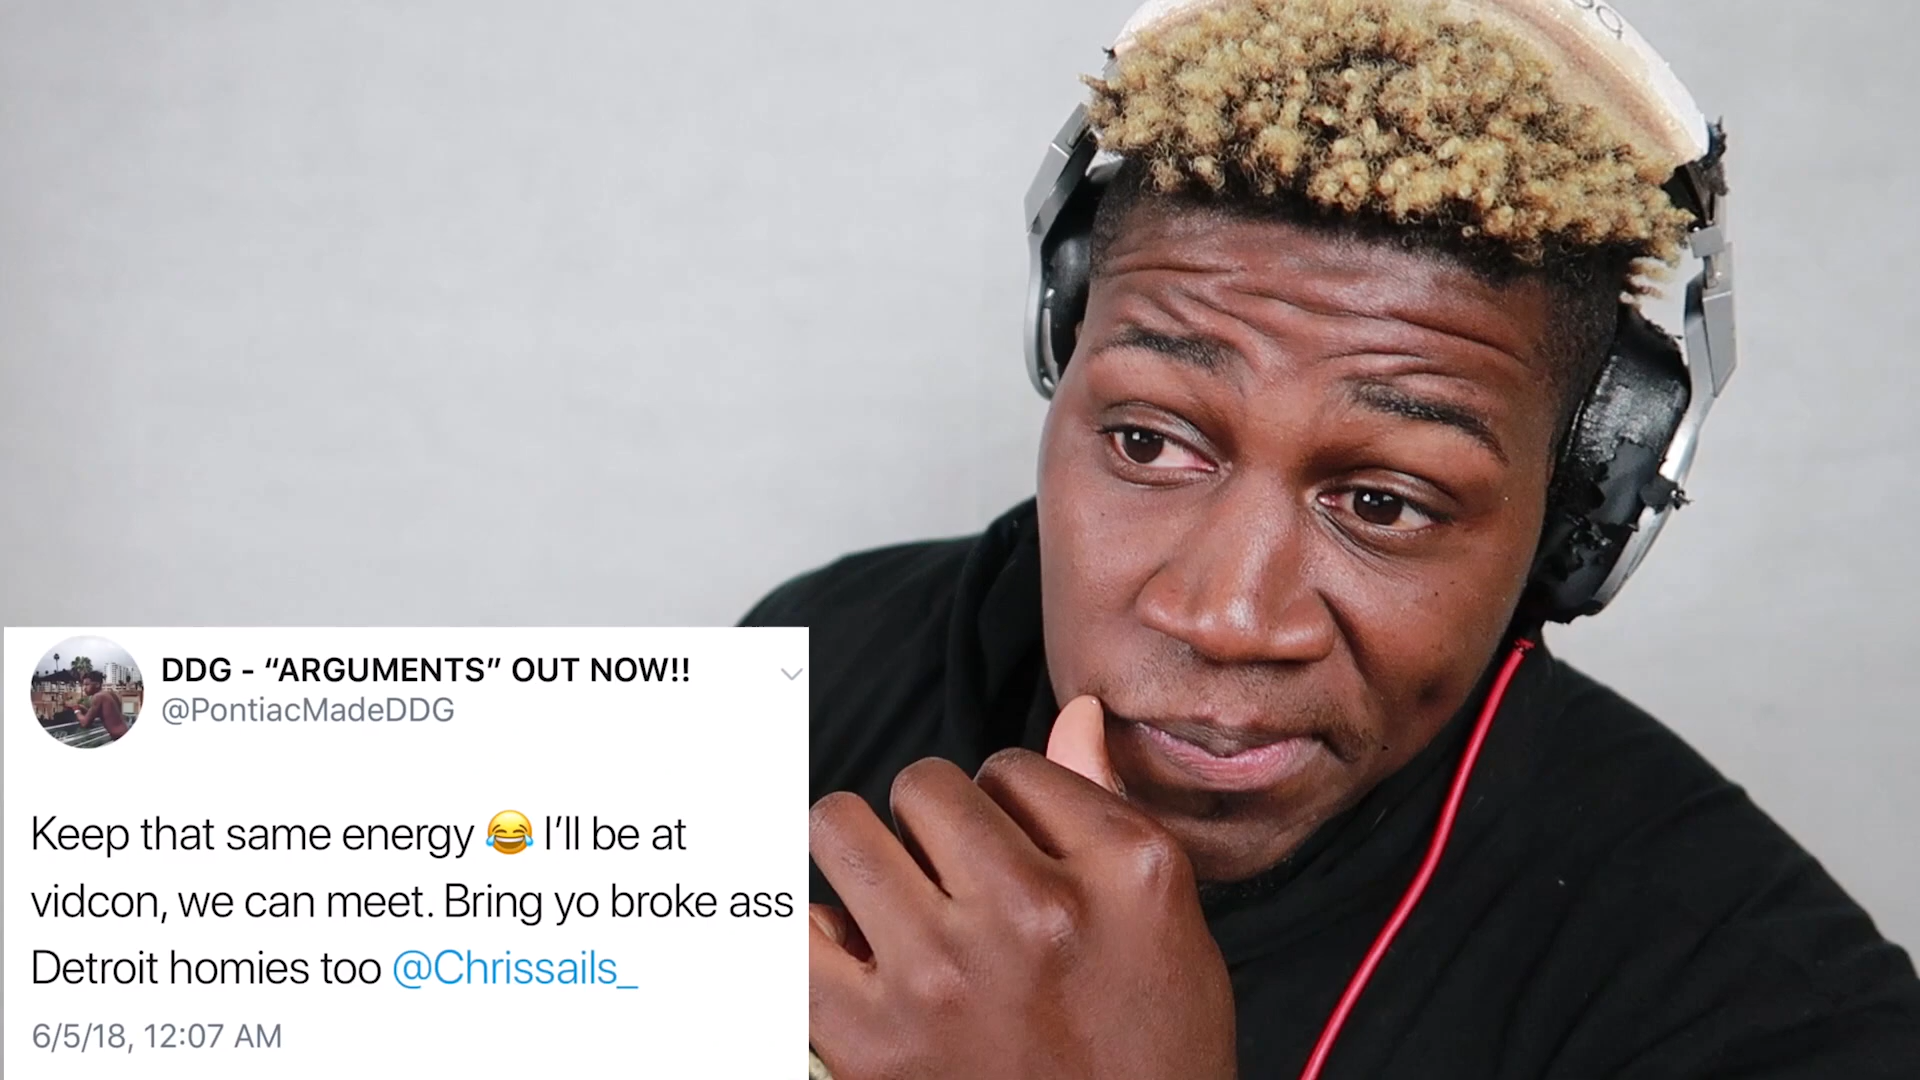 DDG - “ARGUMENTS” OUT NOW!!
@PontiacMadeDDG
Keep that same energy 😂 I’ll be at
vidcon, we can meet. Bring yo broke ass
Detroit homies too @Chrissails_
6/5/18, 12:07 AM